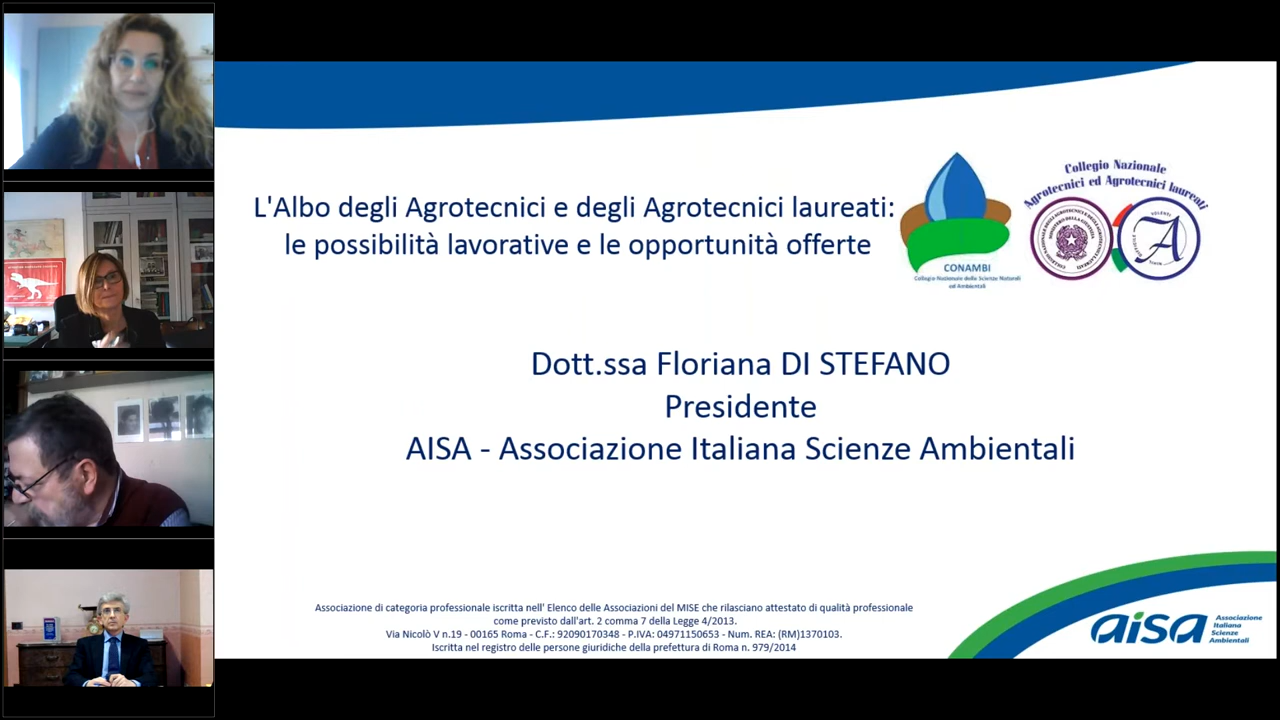 L'Albo degli Agrotecnici e degli Agrotecnici laureati:
le possibilità lavorative e le opportunità offerte
CONAMBI
Collegio Nazionale delle Scienze Naturali
ed Ambientali
Collegio Nazionale
Agrotecnici ed Agrotecnici laureati
Dott.ssa Floriana DI STEFANO
Presidente
AISA - Associazione Italiana Scienze Ambientali
Associazione di categoria professionale iscritta nell' Elenco delle Associazioni del MISE che rilasciano attestato di qualità professionale
come previsto dall'art. 2 comma 7 della Legge 4/2013.
Via Nicolò V n.19 - 00165 Roma - C.F.: 92090170348 - P.IVA: 04971150653 - Num. REA: (RM)1370103.
Iscritta nel registro delle persone giuridiche della prefettura di Roma n. 979/2014
aisa
Associazione
Italiana
Scienze
Ambientali